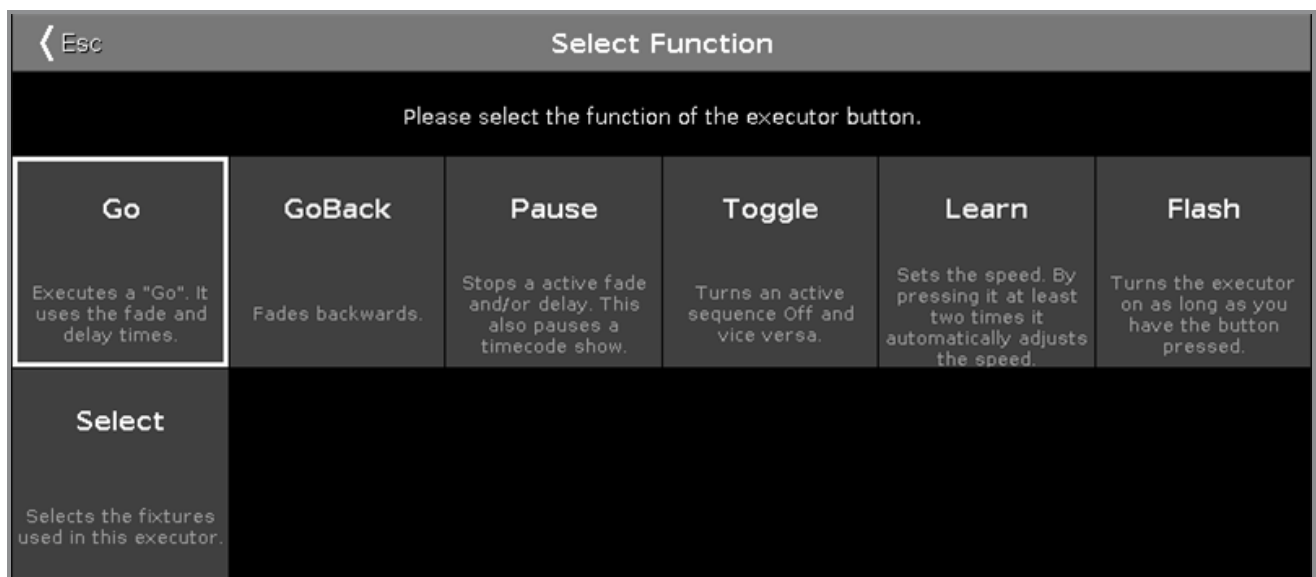 Esc
Select Function
Please select the function of the executor button.
Go
Executes a "Go". It
uses the fade and
delay times.
GoBack
Fades backwards.
Pause
Stops a active fade
and/or delay. This
also pauses a
timecode show.
Toggle
Turns an active
sequence Off and
vice versa.
Learn
Sets the speed. By
pressing it at least
two times it
automatically adjusts
the speed.
Flash
Turns the executor
on as long as you
have the button
pressed.
Select
Selects the fixtures
used in this executor.